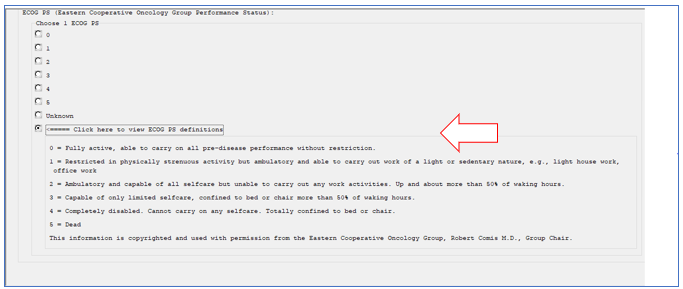 ECOG PS (Eastern Cooperative Oncology Group Performance Status):
Choose 1 ECOG PS
0
1
2
3
4
5
Unknown
<===== Click here to view ECOG PS definitions
0 = Fully active, able to carry on all pre-disease performance without restriction.
1 = Restricted in physically strenuous activity but ambulatory and able to carry out work of a light or sedentary nature, e.g., light house work,
office work
2 = Ambulatory and capable of all selfcare but unable to carry out any work activities. Up and about more than 50% of waking hours.
3 = Capable of only limited selfcare, confined to bed or chair more than 50% of waking hours.
4 = Completely disabled. Cannot carry on any selfcare. Totally confined to bed or chair.
5 = Dead
This information is copyrighted and used with permission from the Eastern Cooperative Oncology Group, Robert Comis M.D., Group Chair.